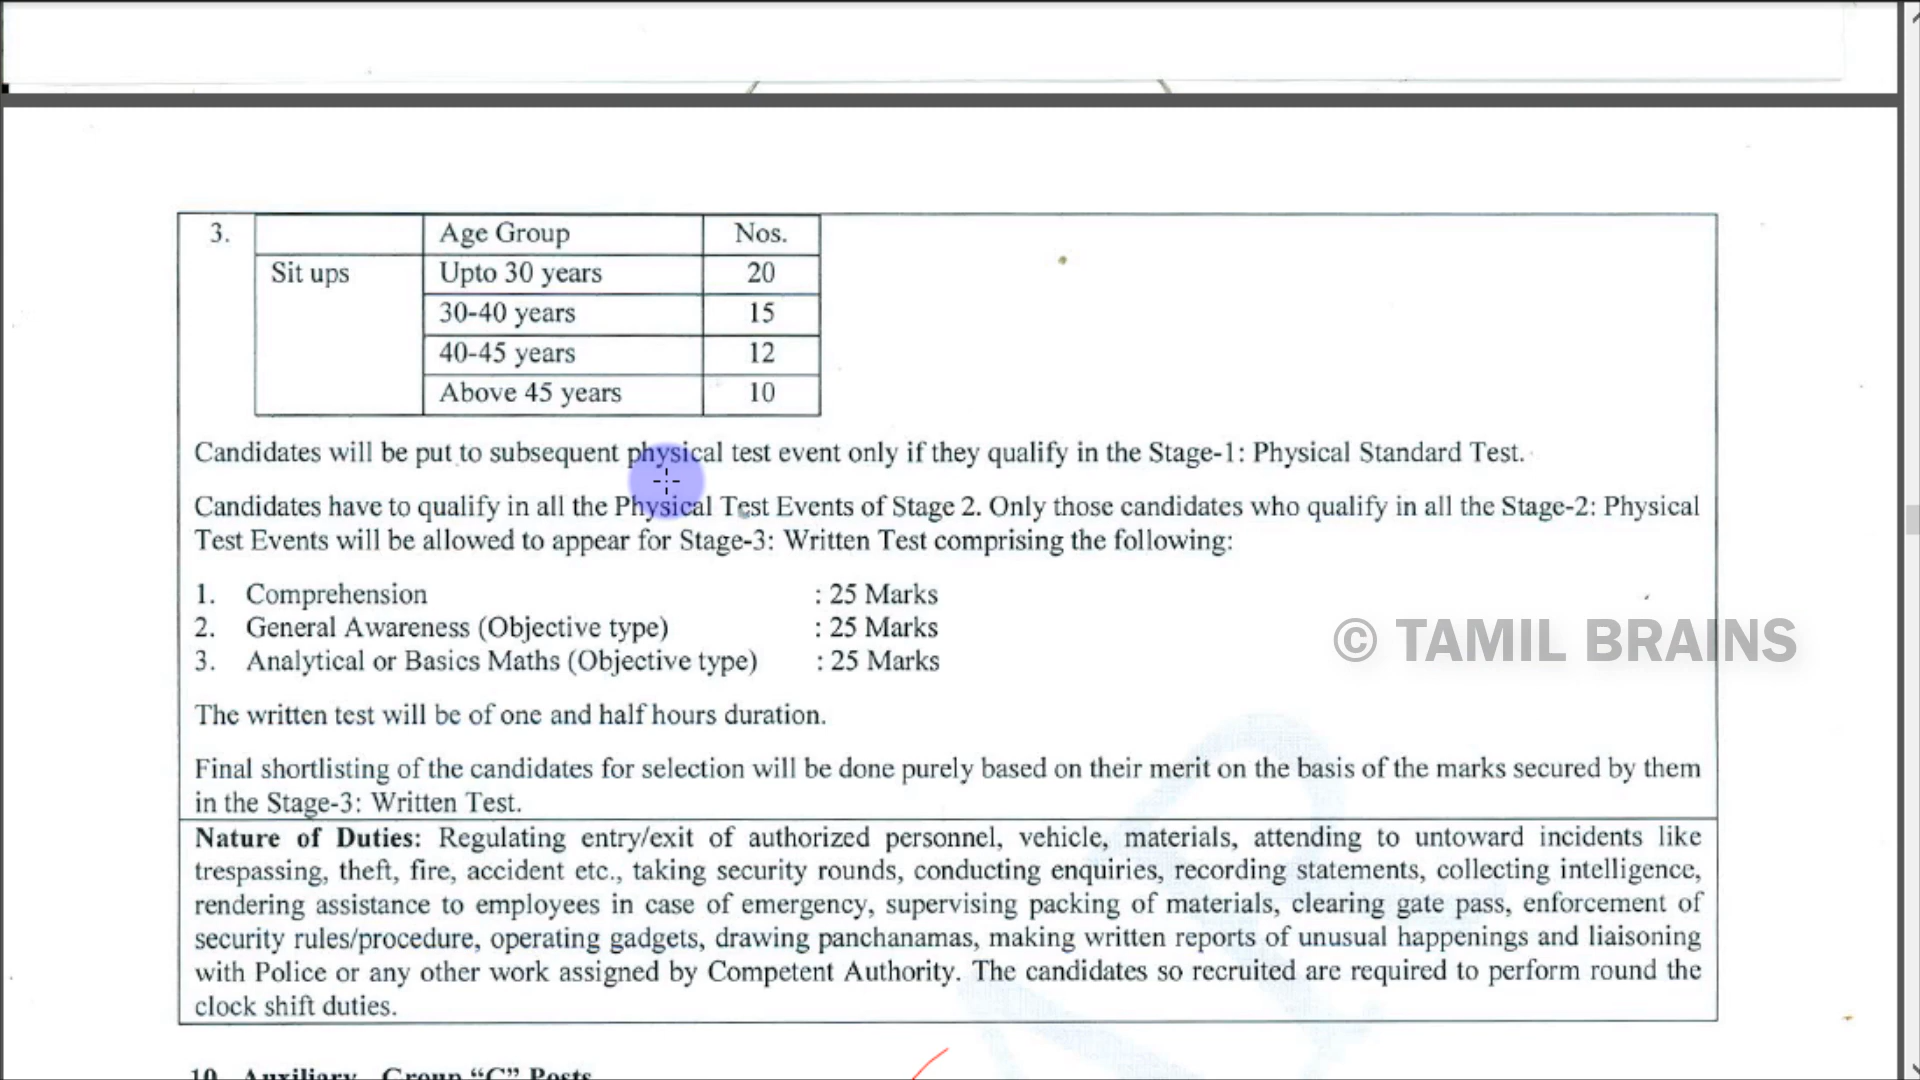 3. Age Group Nos.
Sit ups Upto 30 years 20
30-40 years 15
40-45 years 12
Above 45 years 10
Candidates will be put to subsequent physical test event only if they qualify in the Stage-1: Physical Standard Test.
Candidates have to qualify in all the Physical Test Events of Stage 2. Only those candidates who qualify in all the Stage-2: Physical
Test Events will be allowed to appear for Stage-3: Written Test comprising the following:
1. Comprehension : 25 Marks
2. General Awareness (Objective type) : 25 Marks
3. Analytical or Basics Maths (Objective type) : 25 Marks
© TAMIL BRAINS
The written test will be of one and half hours duration.
Final shortlisting of the candidates for selection will be done purely based on their merit on the basis of the marks secured by them
in the Stage-3: Written Test.
Nature of Duties: Regulating entry/exit of authorized personnel, vehicle, materials, attending to untoward incidents like
trespassing, theft, fire, accident etc., taking security rounds, conducting enquiries, recording statements, collecting intelligence,
rendering assistance to employees in case of emergency, supervising packing of materials, clearing gate pass, enforcement of
security rules/procedure, operating gadgets, drawing panchanamas, making written reports of unusual happenings and liaisoning
with Police or any other work assigned by Competent Authority. The candidates so recruited are required to perform round the
clock shift duties.
10. Auxiliary Group “C” Posts